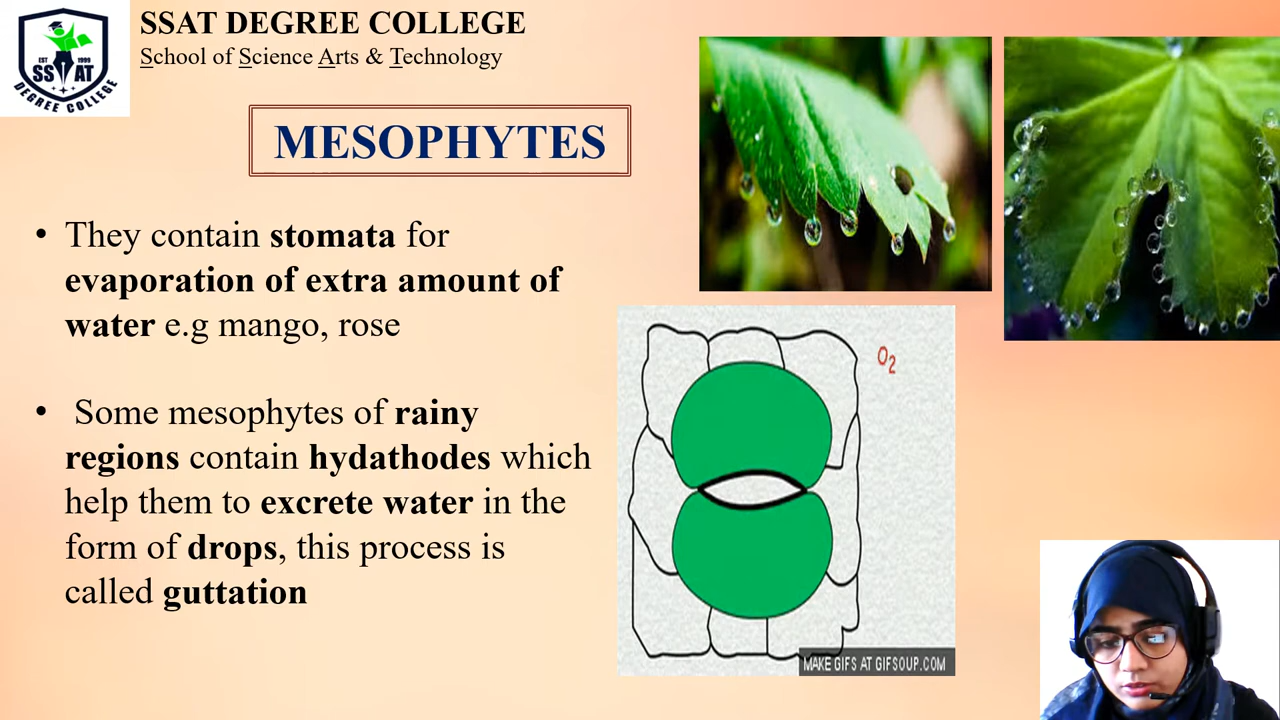 SSAT DEGREE COLLEGE
School of Science Arts & Technology
EST 1999
SSAT
DEGREE COLLEGE
MESOPHYTES
• They contain stomata for
evaporation of extra amount of
water e.g mango, rose
• Some mesophytes of rainy
regions contain hydathodes which
help them to excrete water in the
form of drops, this process is
called guttation
O2
MAKE GIFS AT GIFSOUP.COM